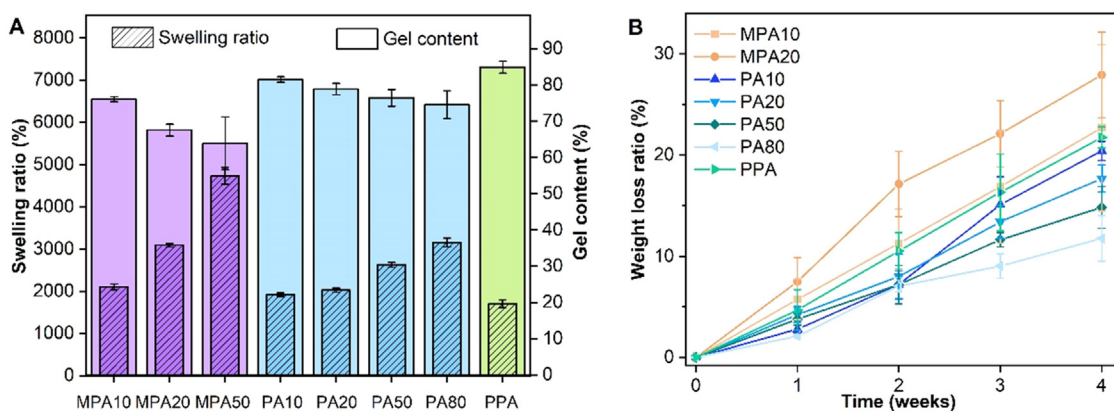 A
Swelling ratio
Gel content
Swelling ratio (%)
8000
7000
6000
5000
4000
3000
2000
1000
0
90
80
70
60
50
40
30
20
10
0
Gel content (%)
MPA10 MPA20 MPA50 PA10 PA20 PA50 PA80 PPA
B
MPA10
MPA20
PA10
PA20
PA50
PA80
PPA
Weight loss ratio (%)
30
20
10
0
0 1 2 3 4
Time (weeks)